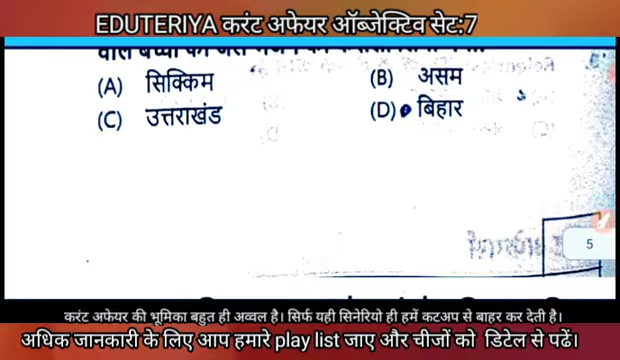 EDUTERIYA करंट अफेयर ऑब्जेक्टिव सेट:7
(A) सिक्किम (B) असम
(C) उत्तराखंड (D) बिहार
5
करंट अफेयर की भूमिका बहुत ही अव्वल है। सिर्फ यही सिनेरियो ही हमें कटअप से बाहर कर देती है।
अधिक जानकारी के लिए आप हमारे play list जाए और चीजों को डिटेल से पढें।